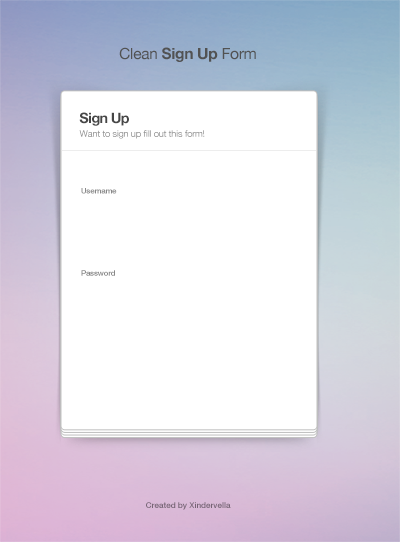 Clean Sign Up Form
Sign Up
Want to sign up fill out this form!
Username
Password
Created by Xindervella